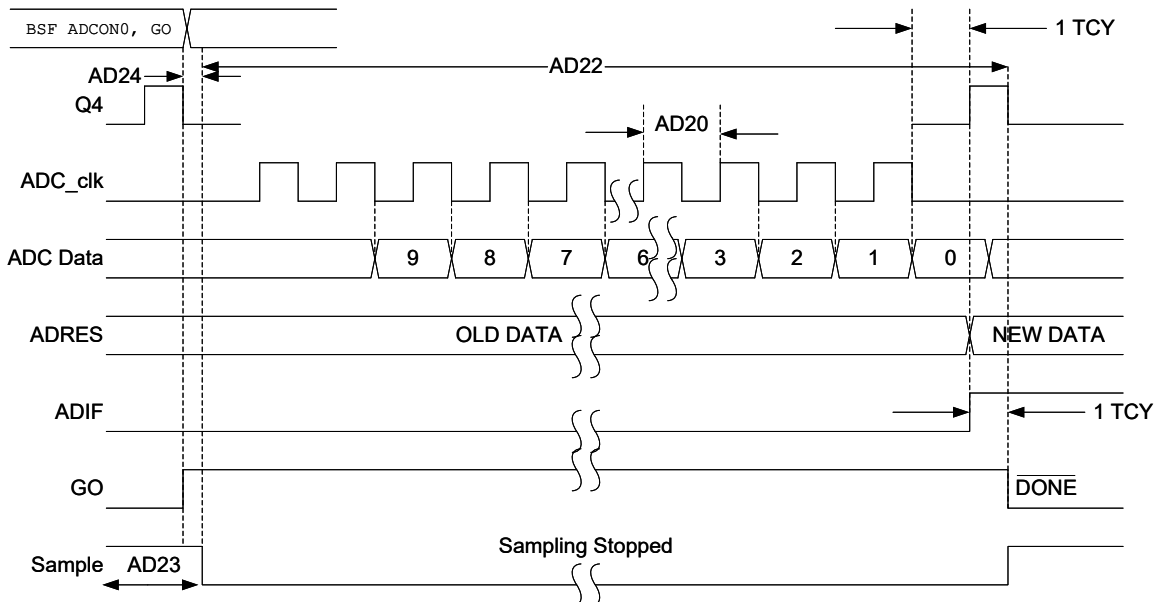 BSF ADCON0, GO
1 TCY
AD24
AD22
Q4
AD20
ADC_clk
ADC Data
9 8 7 6 3 2 1 0
ADRES
OLD DATA
NEW DATA
ADIF
1 TCY
GO
DONE
Sampling Stopped
Sample
AD23